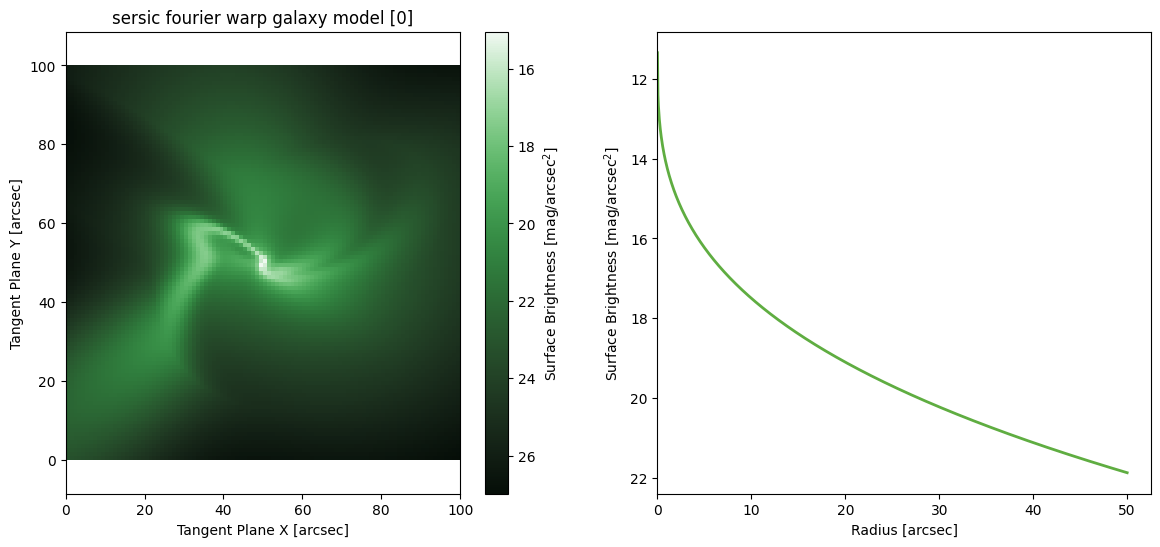 sersic fourier warp galaxy model [0]
100
80
60
40
20
0
Tangent Plane Y [arcsec]
0 20 40 60 80 100
Tangent Plane X [arcsec]
16
18
20
22
24
26
Surface Brightness [mag/arcsec²]
12
14
16
18
20
22
Surface Brightness [mag/arcsec²]
0 10 20 30 40 50
Radius [arcsec]